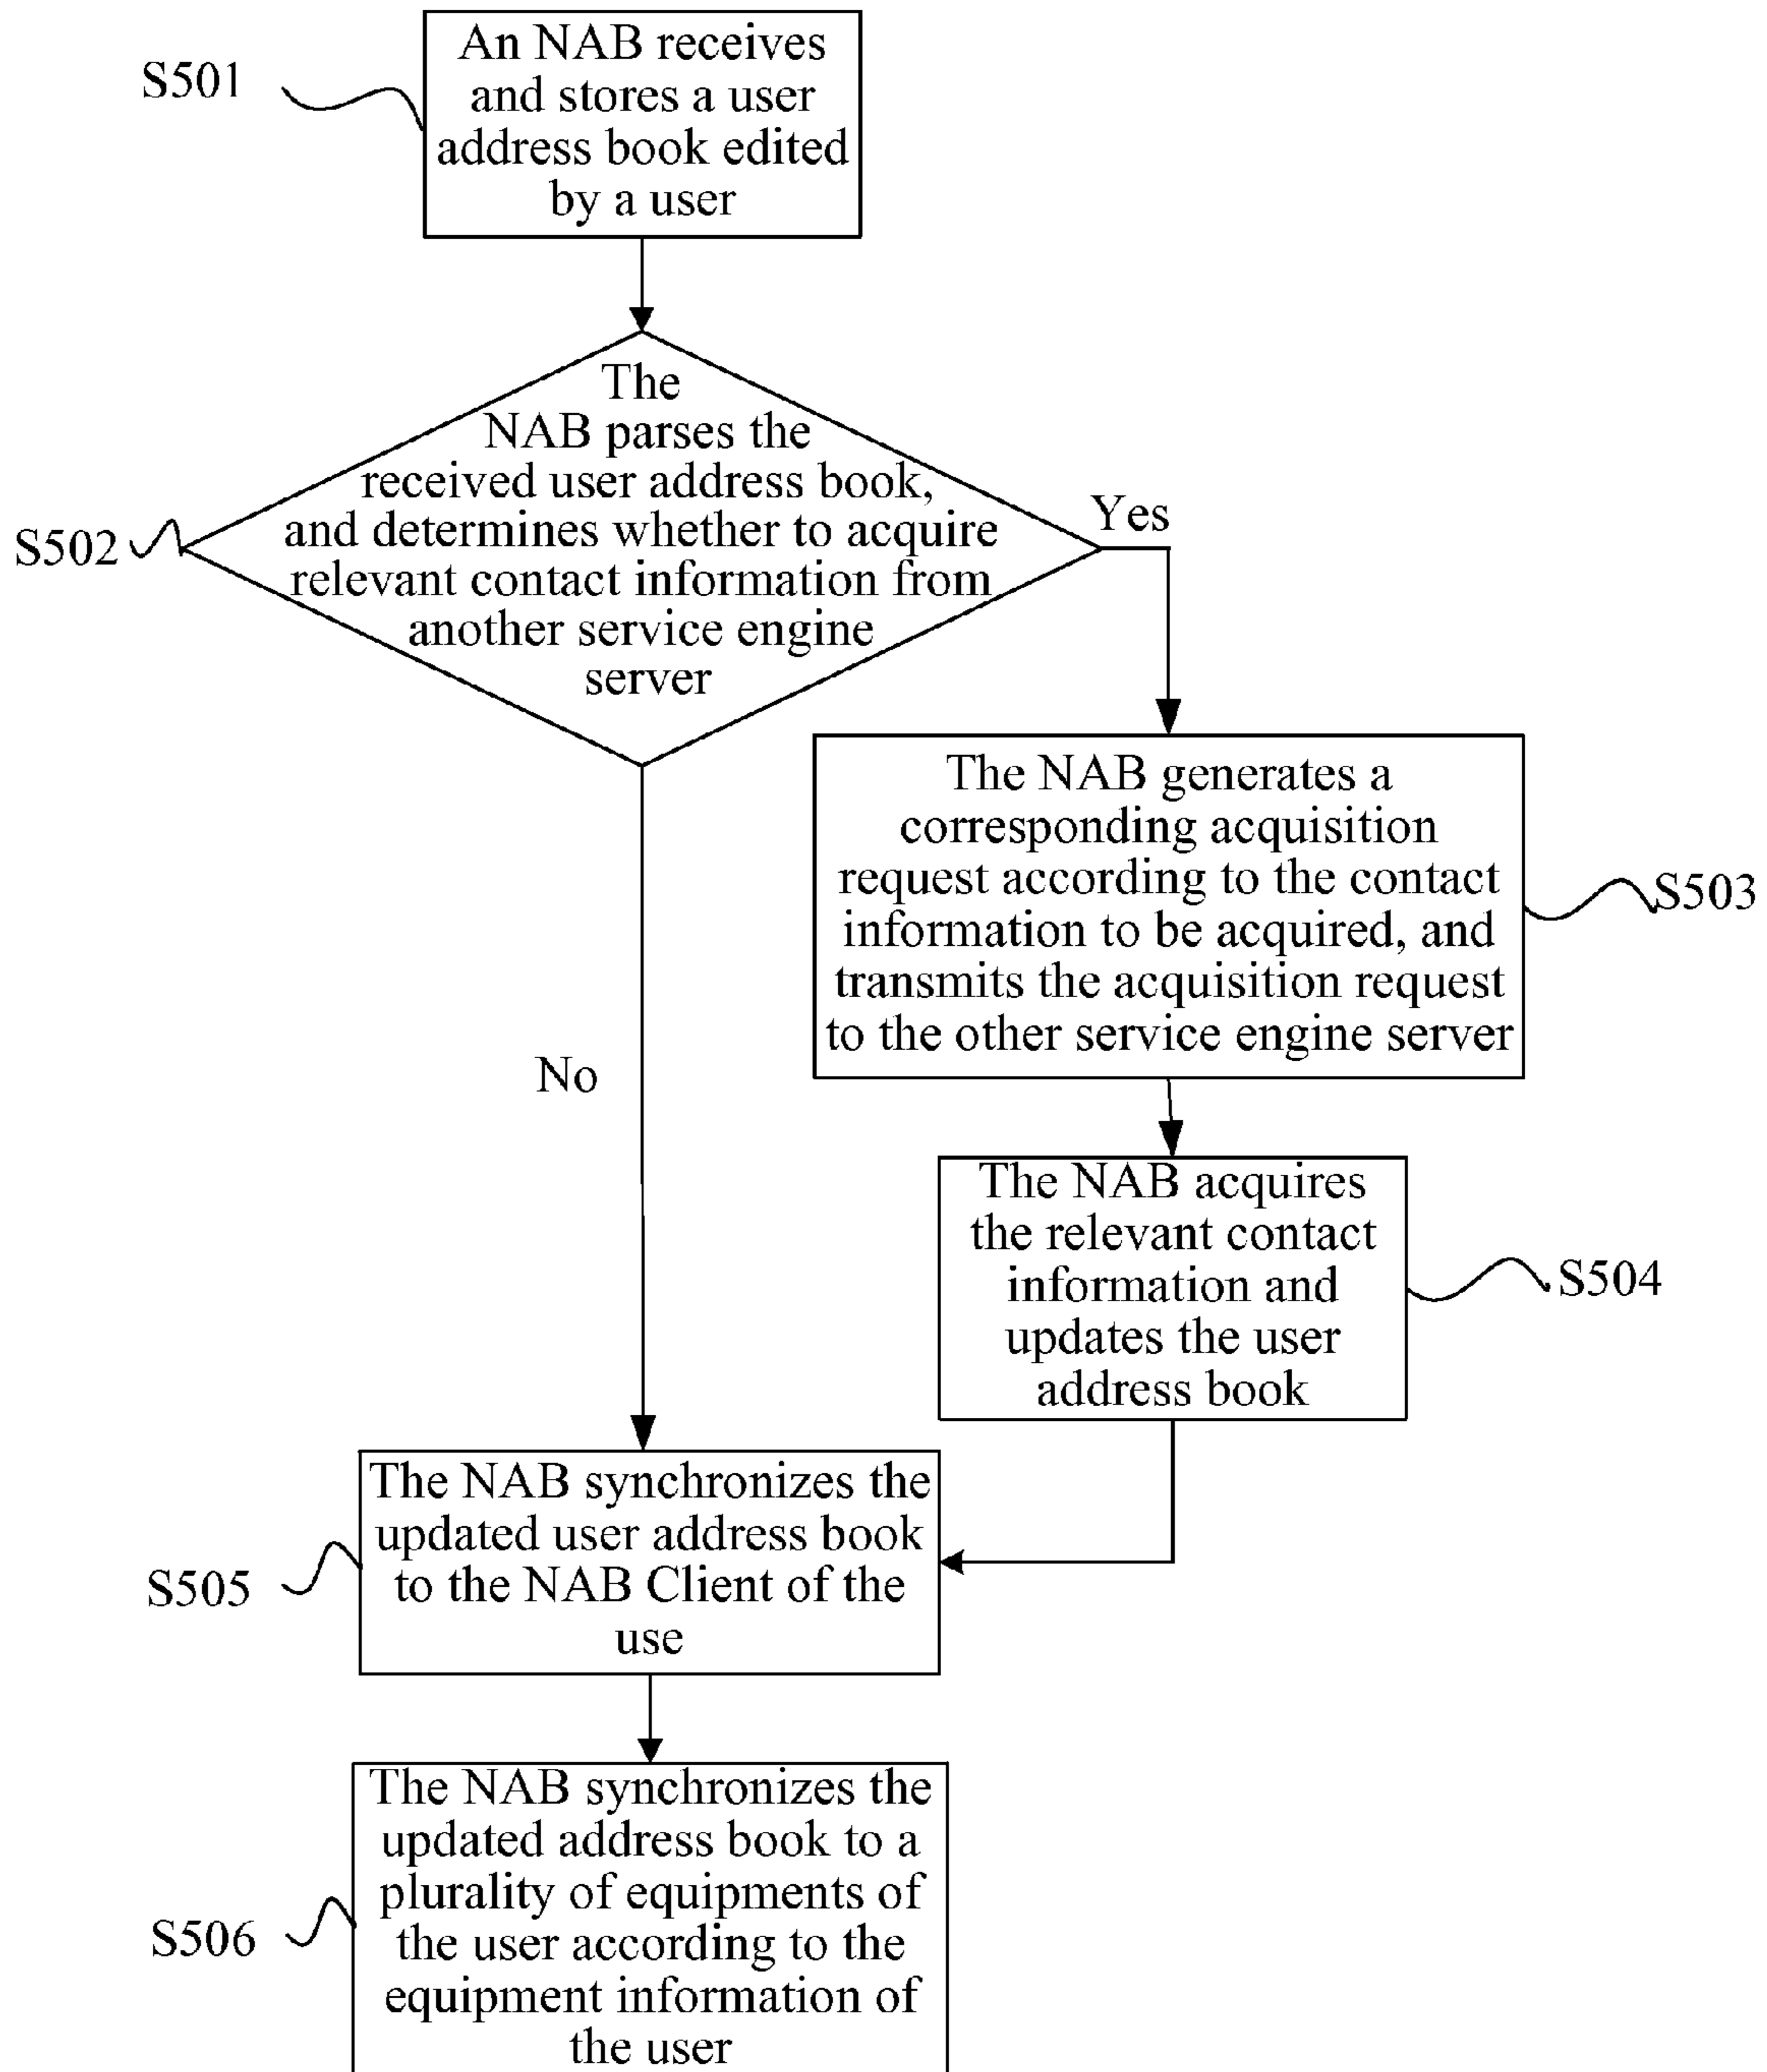 S501
An NAB receives
and stores a user
address book edited
by a user
S502
The
NAB parses the
received user address book,
and determines whether to acquire
relevant contact information from
another service engine
server
Yes
No
The NAB generates a
corresponding acquisition
request according to the contact
information to be acquired, and
transmits the acquisition request
to the other service engine server
S503
The NAB acquires
the relevant contact
information and
updates the user
address book
S504
The NAB synchronizes the
updated user address book
to the NAB Client of the
use
S505
The NAB synchronizes the
updated address book to a
plurality of equipments of
the user according to the
equipment information of
the user
S506